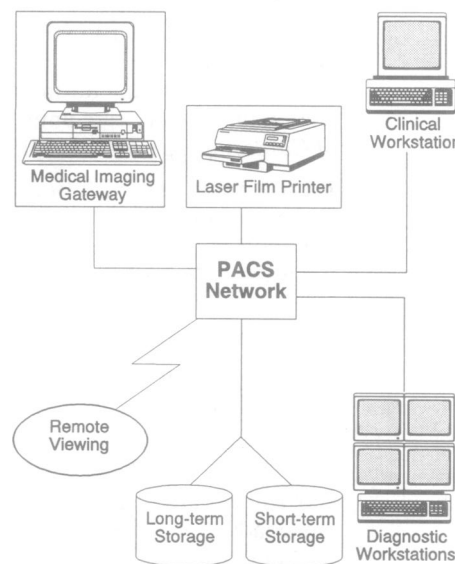 Medical Imaging
Gateway
Laser Film Printer
Clinical
Workstation
PACS
Network
Remote
Viewing
Long-term
Storage
Short-term
Storage
Diagnostic
Workstations